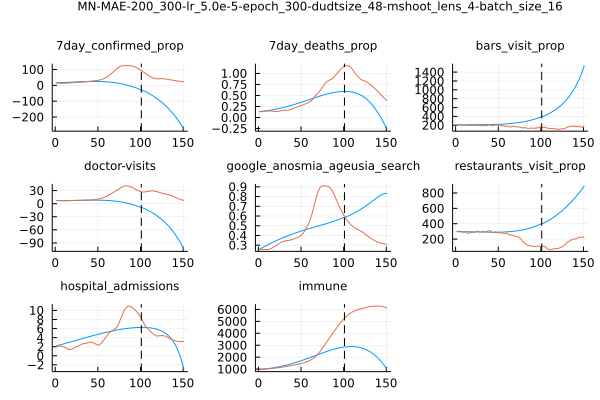 MN-MAE-200_300-lr_5.0e-5-epoch_300-dudtsize_48-mshoot_lens_4-batch_size_16
7day_confirmed_prop
7day_deaths_prop
bars_visit_prop
100
0
−100
−200
0 50 100 150
1.00
0.75
0.50
0.25
0.00
−0.25
0 50 100 150
1400
1200
1000
800
600
400
200
0 50 100 150
doctor-visits
google_anosmia_ageusia_search
restaurants_visit_prop
30
0
−30
−60
−90
0 50 100 150
0.9
0.8
0.7
0.6
0.5
0.4
0.3
0 50 100 150
800
600
400
200
0 50 100 150
hospital_admissions
immune
10
8
6
4
2
0
−2
0 50 100 150
6000
5000
4000
3000
2000
1000
0 50 100 150